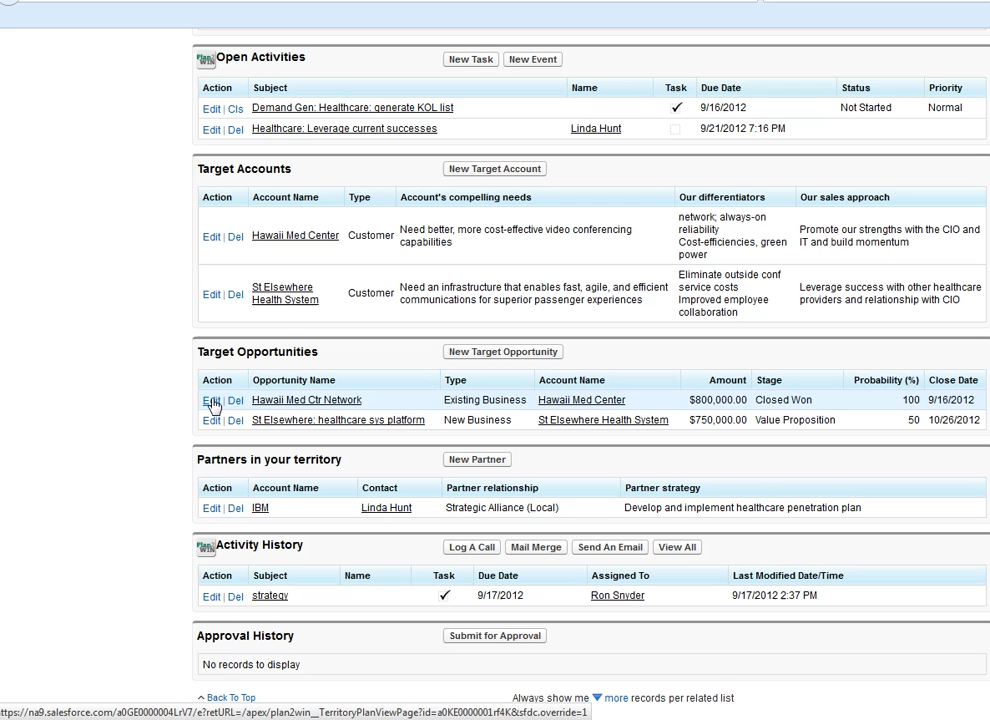 Plan2WIN Open Activities New Task New Event
Action Subject Name Task Due Date Status Priority
Edit | Cls Demand Gen: Healthcare: generate KOL list 9/16/2012 Not Started Normal
Edit | Del Healthcare: Leverage current successes Linda Hunt 9/21/2012 7:16 PM
Target Accounts New Target Account
Action Account Name Type Account's compelling needs Our differentiators Our sales approach
Edit | Del Hawaii Med Center Customer Need better, more cost-effective video conferencing
capabilities
network; always-on
reliability
Cost-efficiencies, green
power
Promote our strengths with the CIO and
IT and build momentum
Edit | Del St Elsewhere
Health System
Customer Need an infrastructure that enables fast, agile, and efficient
communications for superior passenger experiences
Eliminate outside conf
service costs
Improved employee
collaboration
Leverage success with other healthcare
providers and relationship with CIO
Target Opportunities New Target Opportunity
Action Opportunity Name Type Account Name Amount Stage Probability (%) Close Date
Edit | Del Hawaii Med Ctr Network Existing Business Hawaii Med Center $800,000.00 Closed Won 100 9/16/2012
Edit | Del St Elsewhere: healthcare sys platform New Business St Elsewhere Health System $750,000.00 Value Proposition 50 10/26/2012
Partners in your territory New Partner
Action Account Name Contact Partner relationship Partner strategy
Edit | Del IBM Linda Hunt Strategic Alliance (Local) Develop and implement healthcare penetration plan
Plan2WIN Activity History Log A Call Mail Merge Send An Email View All
Action Subject Name Task Due Date Assigned To Last Modified Date/Time
Edit | Del strategy 9/17/2012 Ron Snyder 9/17/2012 2:37 PM
Approval History Submit for Approval
No records to display
Back To Top Always show me more records per related list
https://na9.salesforce.com/a0GE0000004LrV7/e?retURL=/apex/plan2win__TerritoryPlanViewPage?id=a0KE0000001rf4K&sfdc.override=1